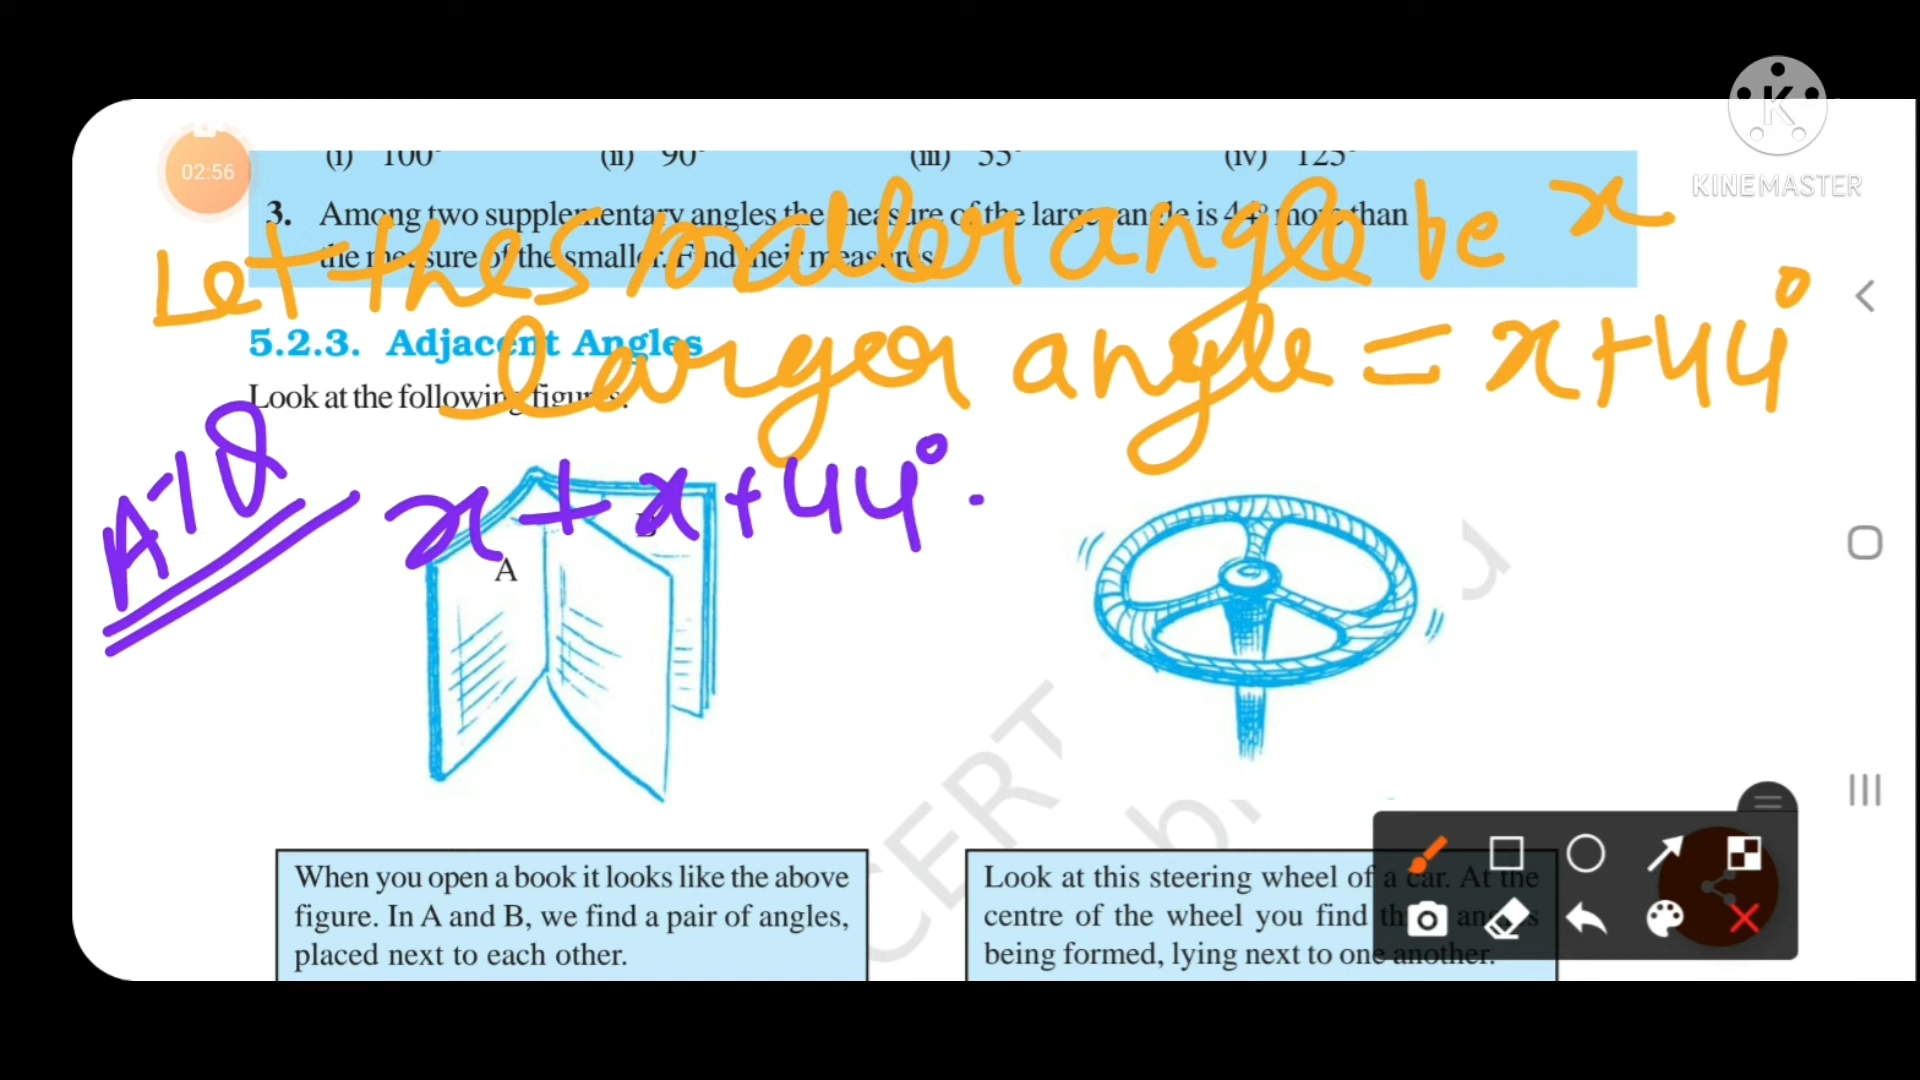 KINEMASTER
02:56
(i) 100° (ii) 90° (iii) 55° (iv) 125°
3. Among two supplementary angles the measure of the larger angle is 44° more than
the measure of the smaller. Find their measures.
Let the smaller angle be x
larger angle = x + 44°
5.2.3. Adjacent Angles
Look at the following figures:
ATQ x + x + 44°
A
B
When you open a book it looks like the above
figure. In A and B, we find a pair of angles,
placed next to each other.
Look at this steering wheel of a car. At the
centre of the wheel you find three angles
being formed, lying next to one another.